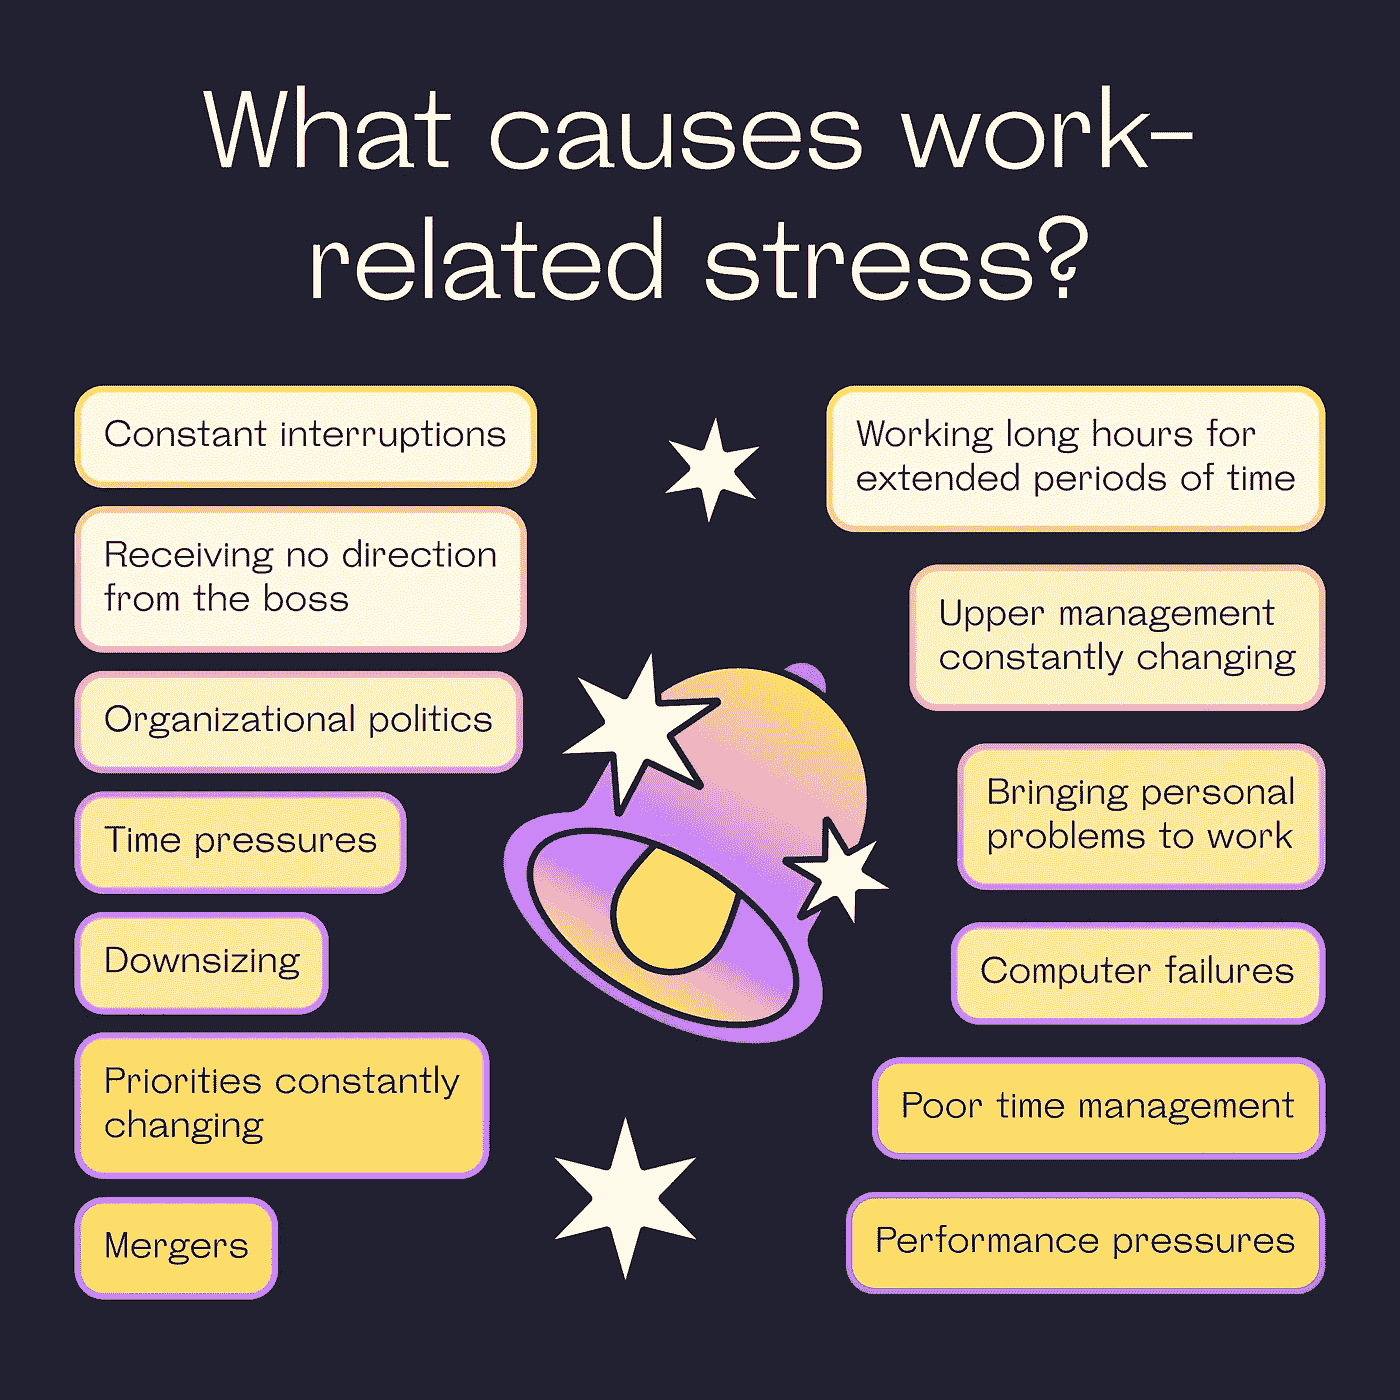 What causes work-
related stress?
Constant interruptions
Receiving no direction
from the boss
Organizational politics
Time pressures
Downsizing
Priorities constantly
changing
Mergers
Working long hours for
extended periods of time
Upper management
constantly changing
Bringing personal
problems to work
Computer failures
Poor time management
Performance pressures